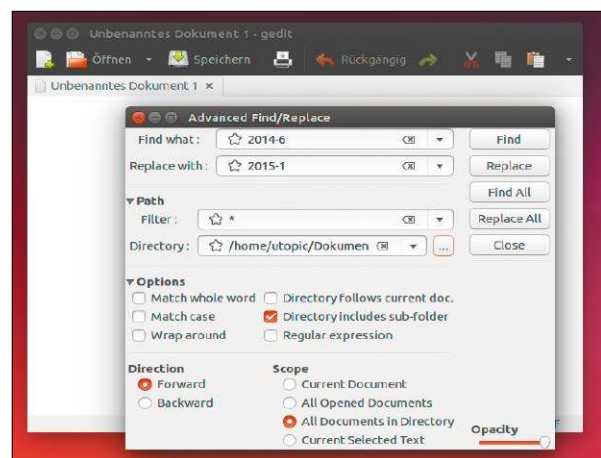 Unbenanntes Dokument 1 - gedit
Öffnen Speichern Rückgängig
Unbenanntes Dokument 1 ×
Advanced Find/Replace
Find what: 2014-6 Find
Replace with: 2015-1 Replace
Find All
Path
Filter: * Replace All
Directory: /home/utopic/Dokumen ... Close
Options
Match whole word Directory follows current doc.
Match case Directory includes sub-folder
Wrap around Regular expression
Direction Scope
Forward Current Document
Backward All Opened Documents
All Documents in Directory
Current Selected Text Opacity